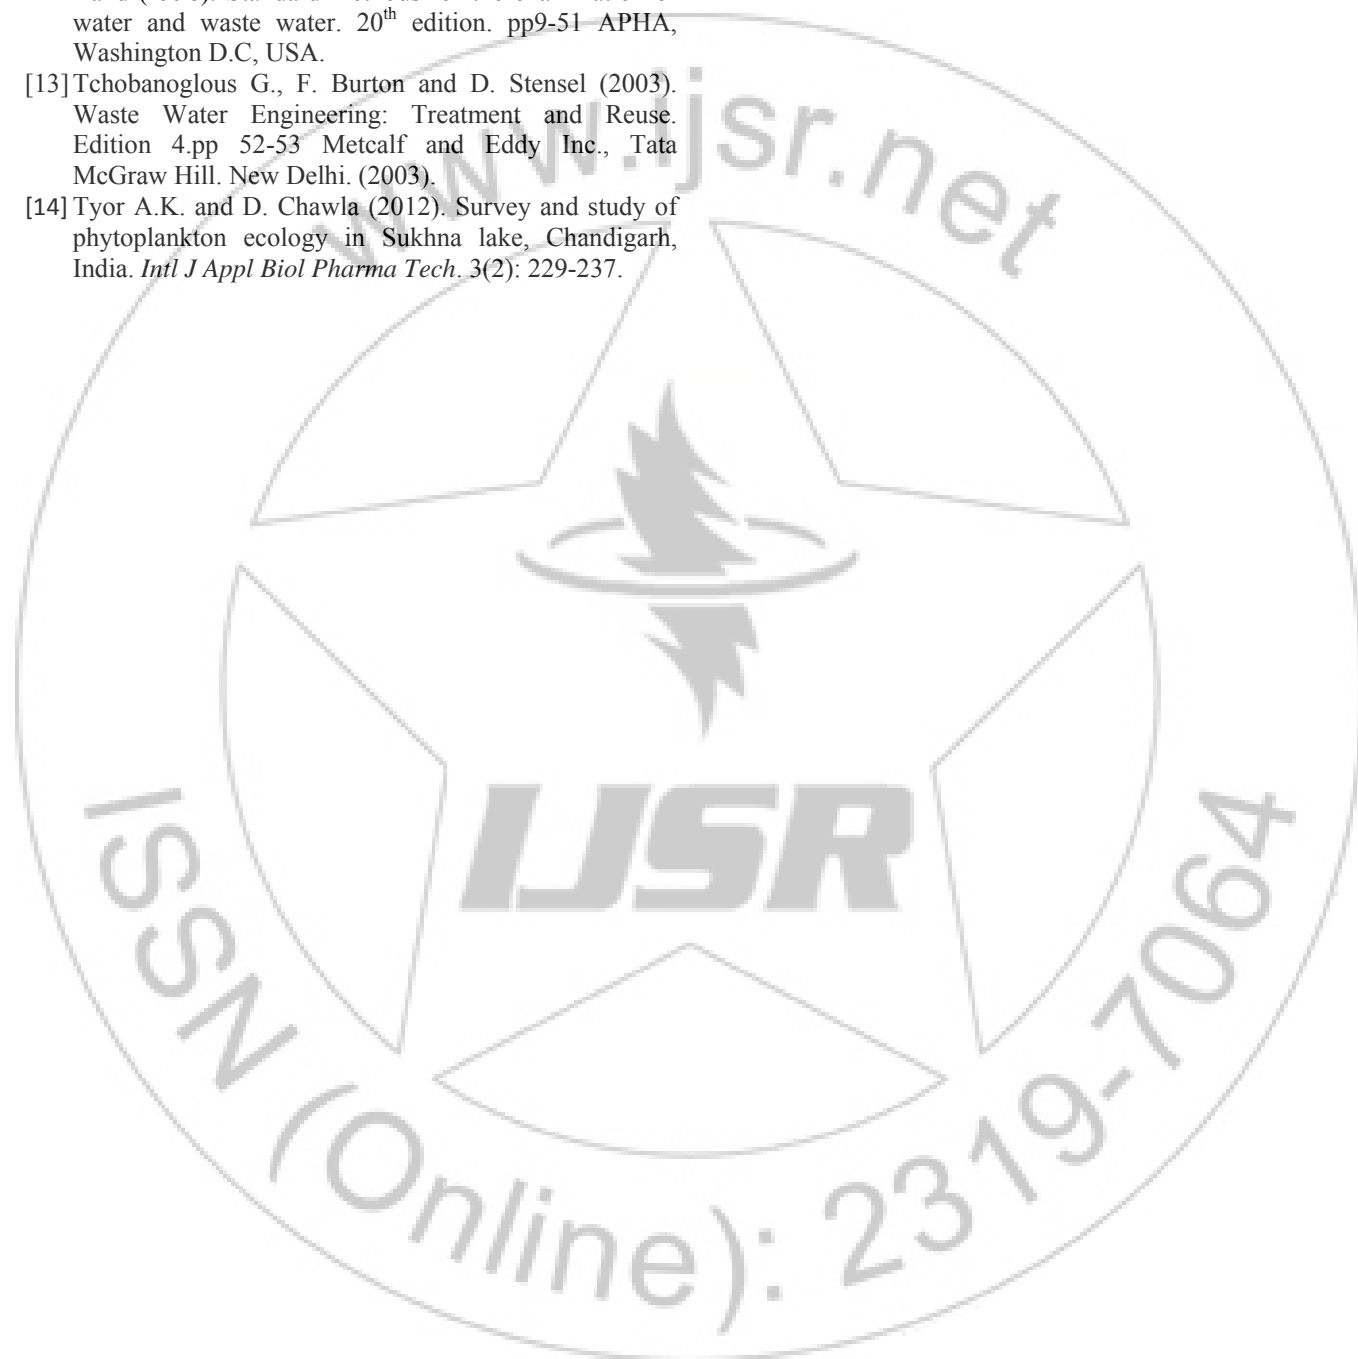 water and waste water. 20th edition. pp9-51 APHA,
Washington D.C, USA.
[13] Tchobanoglous G., F. Burton and D. Stensel (2003).
Waste Water Engineering: Treatment and Reuse.
Edition 4.pp 52-53 Metcalf and Eddy Inc., Tata
McGraw Hill. New Delhi. (2003).
[14] Tyor A.K. and D. Chawla (2012). Survey and study of
phytoplankton ecology in Sukhna lake, Chandigarh,
India. Intl J Appl Biol Pharma Tech. 3(2): 229-237.
www.ijsr.net
IJSR
ISSN (Online): 2319-7064